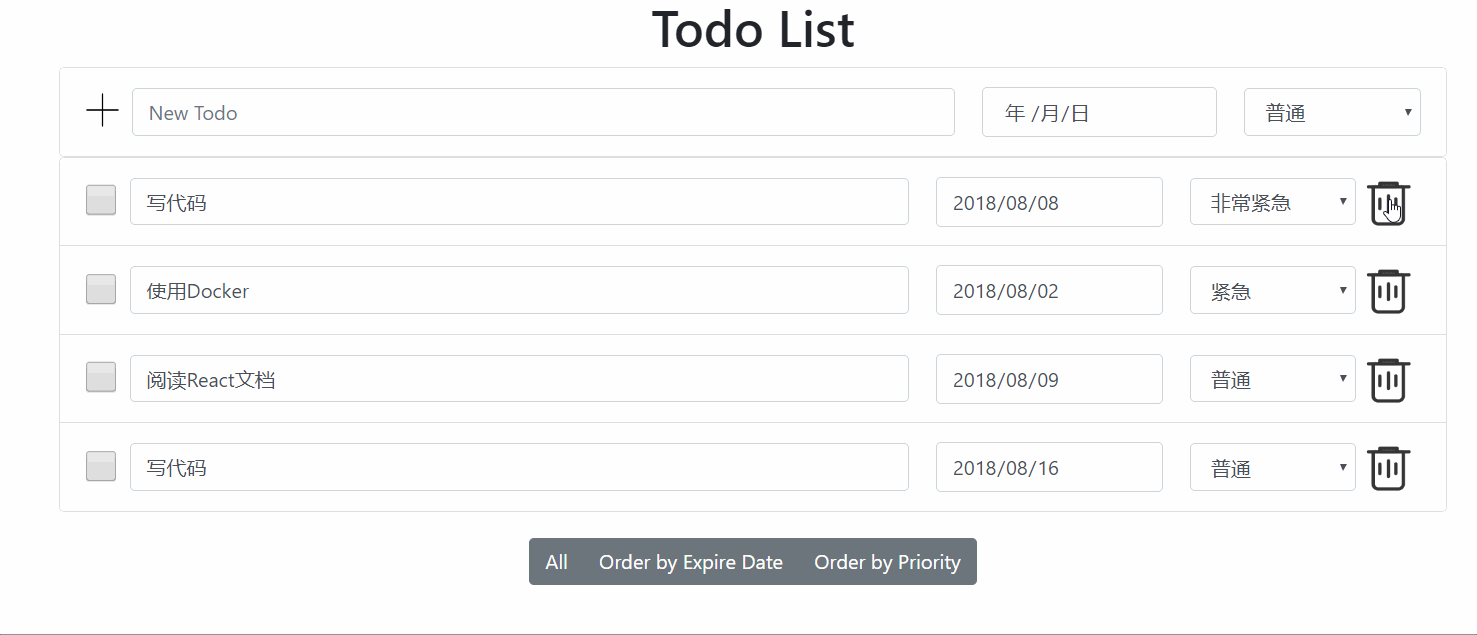 Todo List
New Todo 年 /月/日 普通
写代码 2018/08/08 非常紧急
使用Docker 2018/08/02 紧急
阅读React文档 2018/08/09 普通
写代码 2018/08/16 普通
All Order by Expire Date Order by Priority